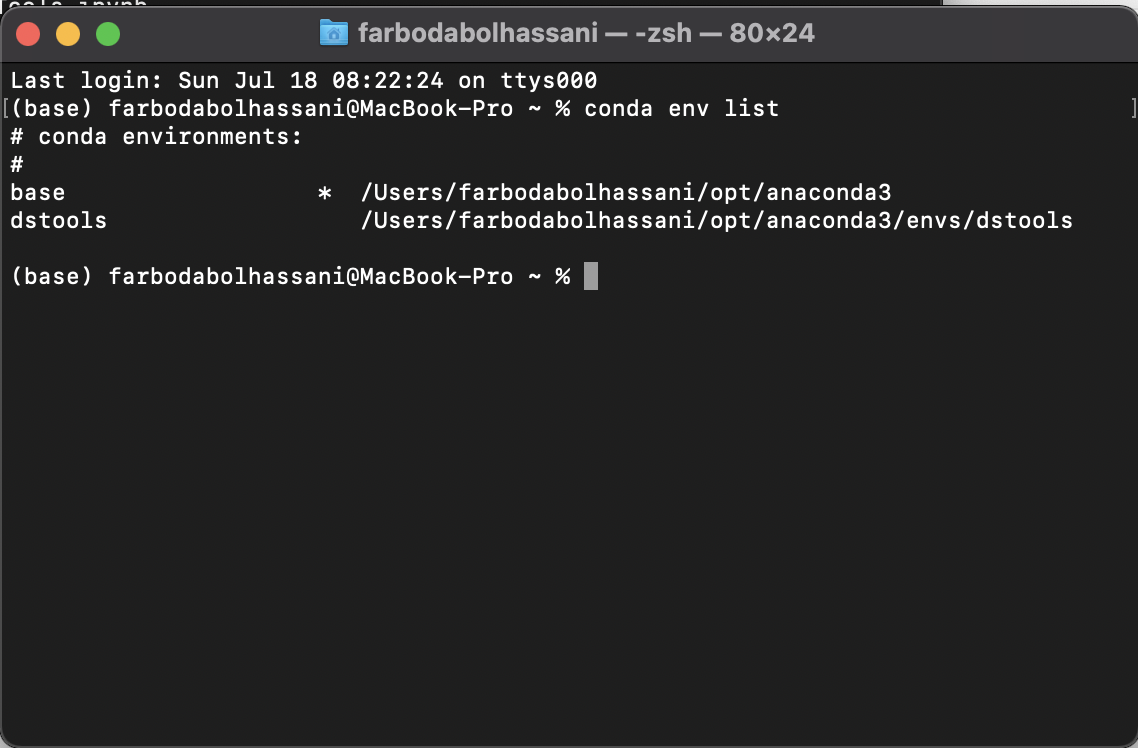 farbodabolhassani — -zsh — 80×24
Last login: Sun Jul 18 08:22:24 on ttys000
[(base) farbodabolhassani@MacBook-Pro ~ % conda env list ]
# conda environments:
#
base                  *  /Users/farbodabolhassani/opt/anaconda3
dstools                  /Users/farbodabolhassani/opt/anaconda3/envs/dstools
(base) farbodabolhassani@MacBook-Pro ~ %